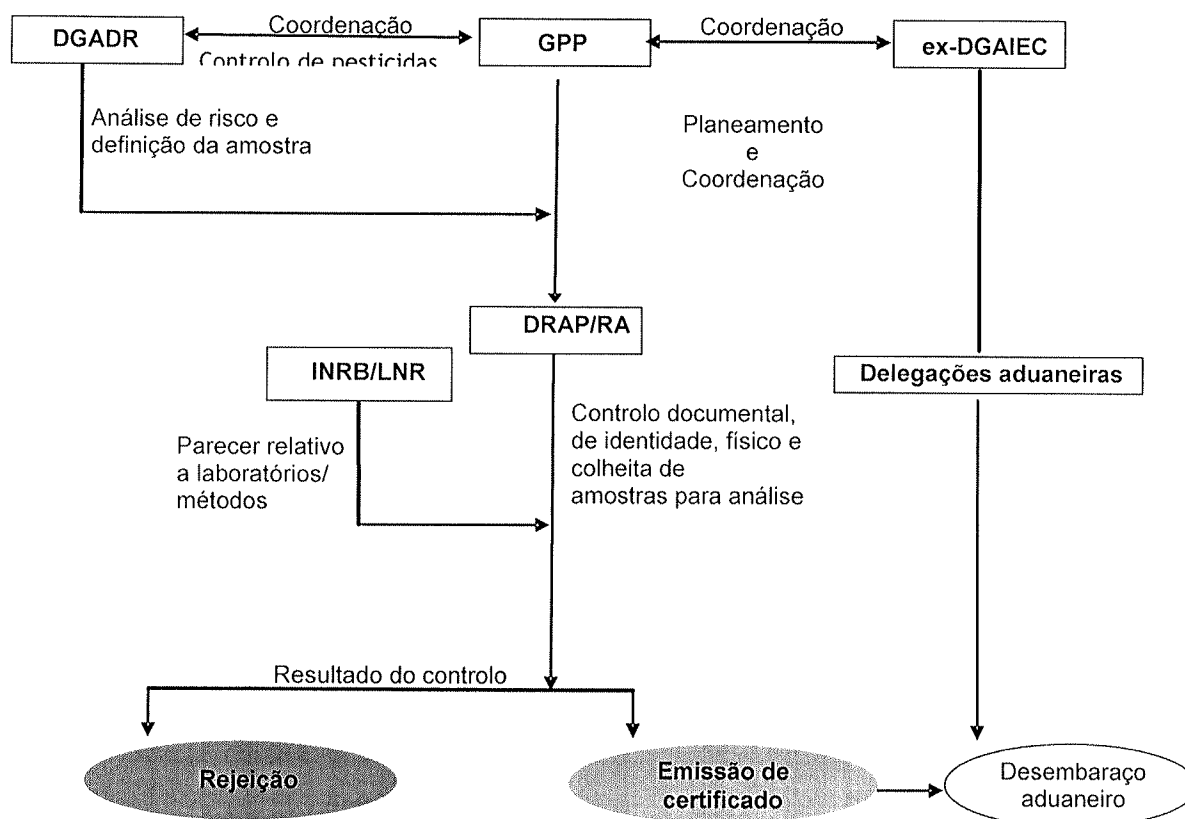 DGADR
Coordenação
Controlo de pesticidas
GPP
Coordenação
ex-DGAIEC
Análise de risco e
definição da amostra
Planeamento
e
Coordenação
DRAP/RA
INRB/LNR
Delegações aduaneiras
Parecer relativo
a laboratórios/
métodos
Controlo documental,
de identidade, físico e
colheita de
amostras para análise
Resultado do controlo
Rejeição
Emissão de
certificado
Desembaraço
aduaneiro